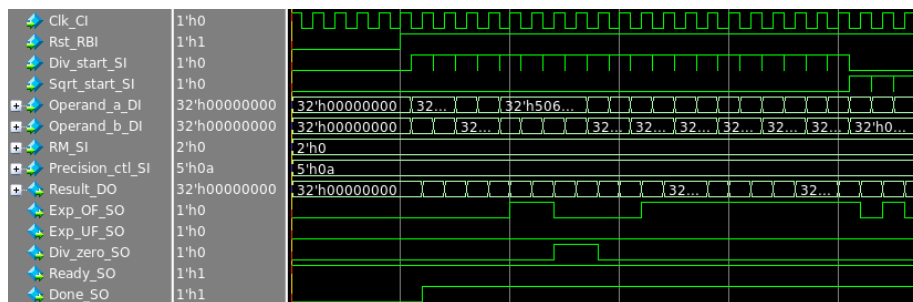 Clk_CI 1'h0
Rst_RBI 1'h1
Div_start_SI 1'h0
Sqrt_start_SI 1'h0
Operand_a_DI 32'h00000000 32'h00000000 32... 32'h506...
Operand_b_DI 32'h00000000 32'h00000000 32... 32... 32... 32... 32... 32... 32... 32'h0...
RM_SI 2'h0 2'h0
Precision_ctl_SI 5'h0a 5'h0a
Result_DO 32'h00000000 32'h00000000 32... 32...
Exp_OF_SO 1'h0
Exp_UF_SO 1'h0
Div_zero_SO 1'h0
Ready_SO 1'h1
Done_SO 1'h1